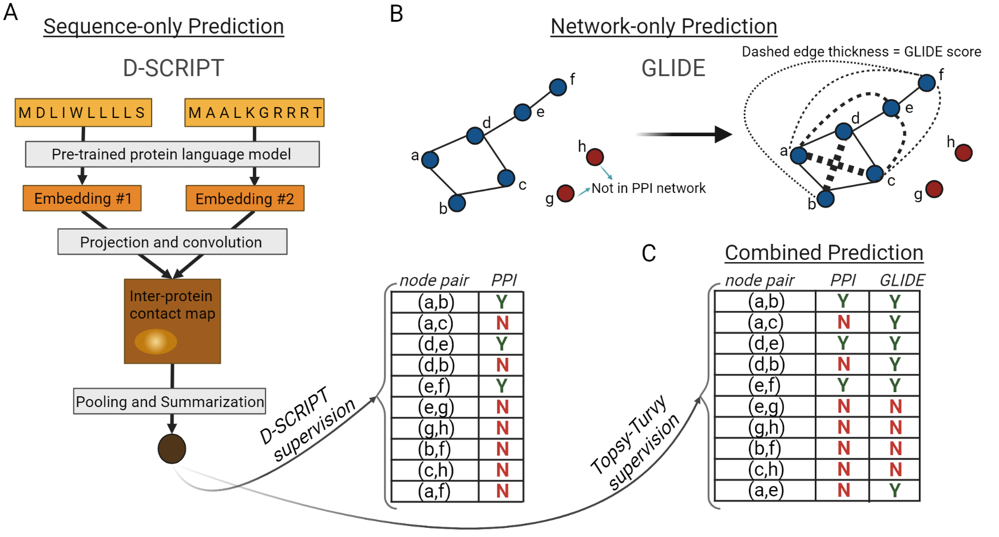 A
Sequence-only Prediction
D-SCRIPT
MDLIWLLLLS
MAALKGRRRT
Pre-trained protein language model
Embedding #1
Embedding #2
Projection and convolution
Inter-protein
contact map
Pooling and Summarization
D-SCRIPT
supervision
B
Network-only Prediction
GLIDE
Dashed edge thickness = GLIDE score
f
e
d
a
c
b
h
g
Not in PPI network
f
e
d
a
c
b
h
g
node pair PPI
(a,b) Y
(a,c) N
(d,e) Y
(d,b) N
(e,f) Y
(e,g) N
(g,h) N
(b,f) N
(c,h) N
(a,f) N
Topsy-Turvy
supervision
C
Combined Prediction
node pair PPI GLIDE
(a,b) Y Y
(a,c) N Y
(d,e) Y Y
(d,b) N Y
(e,f) Y Y
(e,g) N N
(g,h) N N
(b,f) N N
(c,h) N N
(a,e) N Y